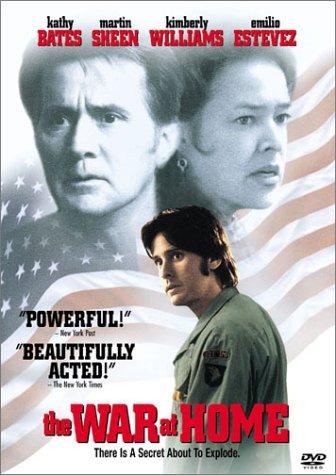 kathy martin kimberly emilio
BATES SHEEN WILLIAMS ESTEVEZ
"POWERFUL!"
– New York Post
"BEAUTIFULLY
ACTED!"
– The New York Times
the WAR at HOME
There Is A Secret About To Explode.
DVD
VIDEO